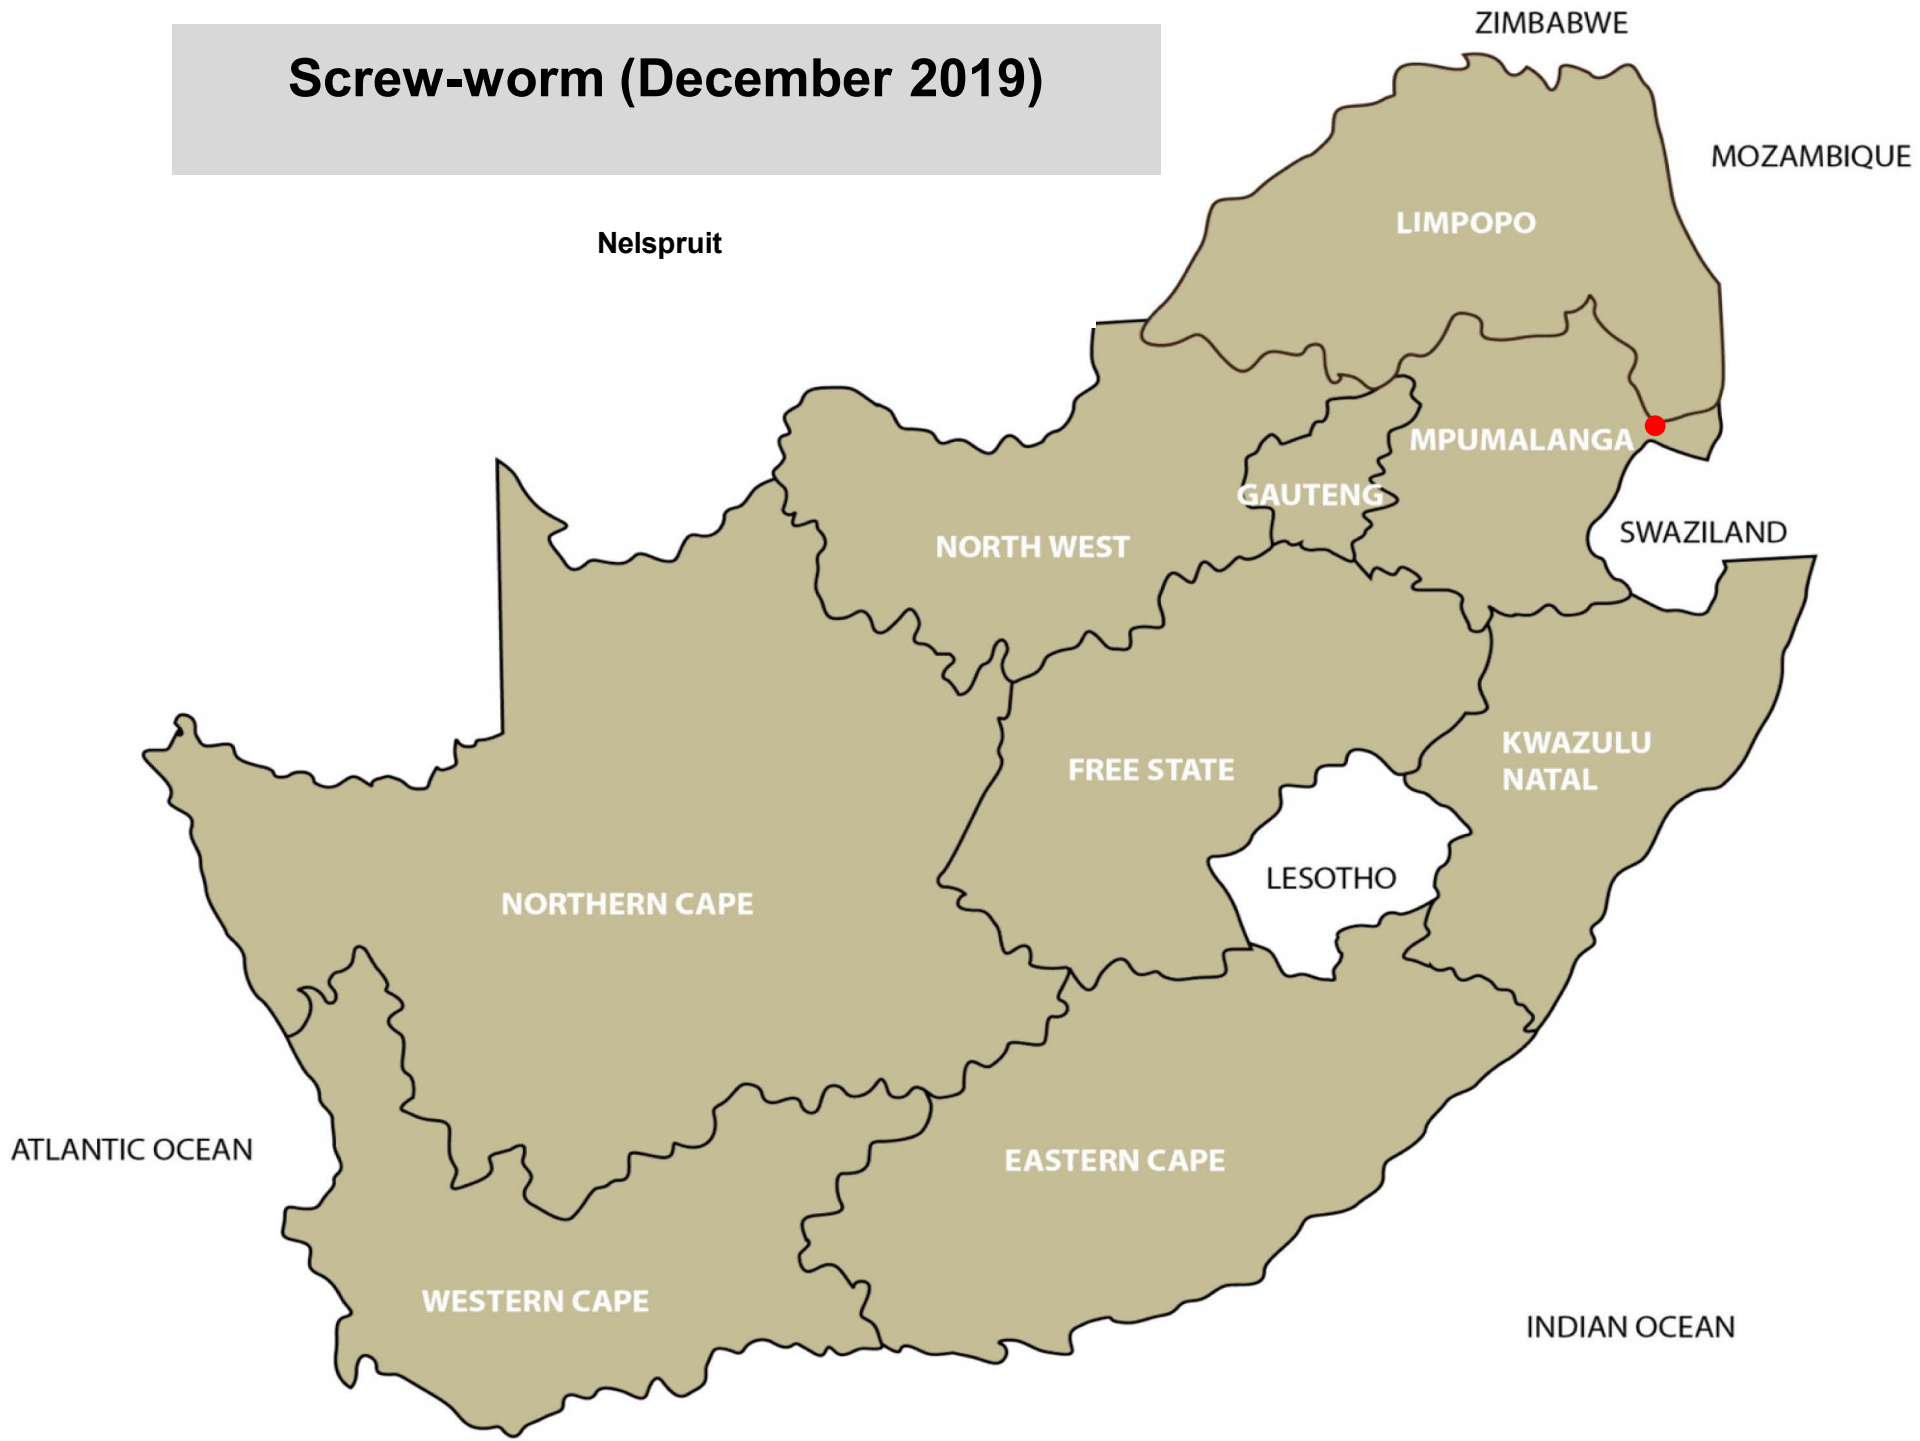 ZIMBABWE
Screw-worm (December 2019)
MOZAMBIQUE
LIMPOPO
Nelspruit
MPUMALANGA
GAUTENG
SWAZILAND
NORTH WEST
KWAZULU
NATAL
FREE STATE
LESOTHO
NORTHERN CAPE
ATLANTIC OCEAN
EASTERN CAPE
WESTERN CAPE
INDIAN OCEAN